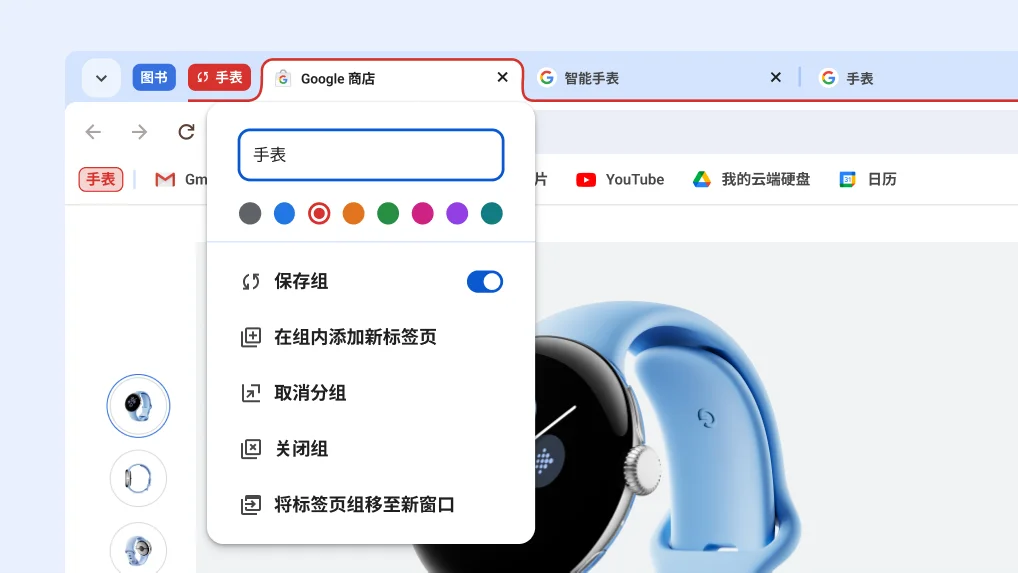 图书
手表
Google 商店
智能手表
手表
手表
手表
Gm
片
YouTube
我的云端硬盘
31
日历
保存组
在组内添加新标签页
取消分组
关闭组
将标签页组移至新窗口